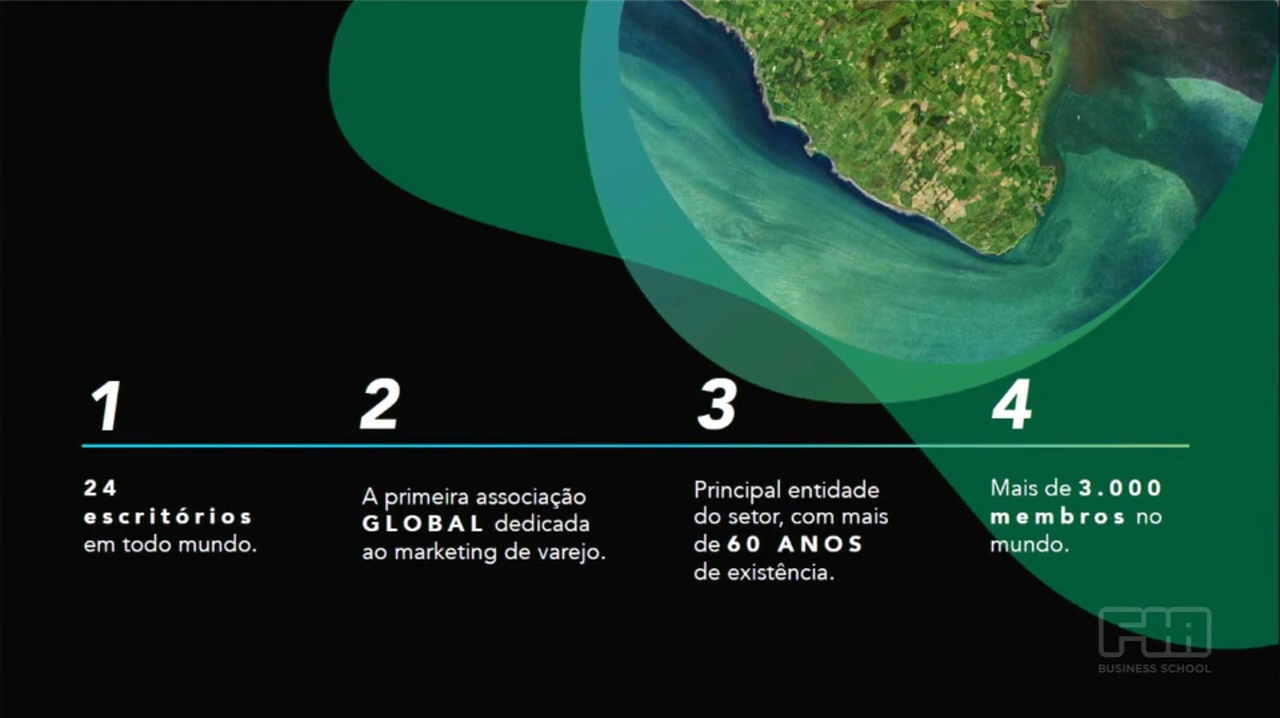 1
24
escritórios
em todo mundo.
2
A primeira associação
GLOBAL dedicada
ao marketing de varejo.
3
Principal entidade
do setor, com mais
de 60 ANOS
de existência.
4
Mais de 3.000
membros no
mundo.
FIA
BUSINESS SCHOOL